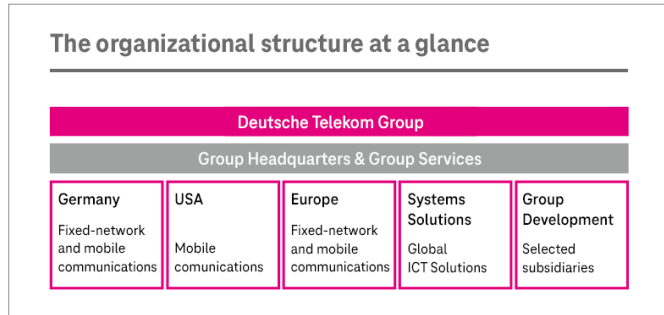 The organizational structure at a glance
Deutsche Telekom Group
Group Headquarters & Group Services
Germany
Fixed-network
and mobile
communications
USA
Mobile
comunications
Europe
Fixed-network
and mobile
communications
Systems
Solutions
Global
ICT Solutions
Group
Development
Selected
subsidiaries